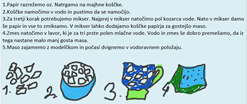 1.Papir razrežemo oz. Natrgamo na majhne koščke.
2.Koščke namočimo v vodo in pustimo da se namočijo.
3.Za tretji korak potrebujemo mikser. Najprej v mikser natočimo pol kozarca vode. Nato v mikser damo
še papir in vse to zmiksamo. V mikser lahko dodajamo koščke papirja za gostejšo maso.
4.Zmes natočimo v lavor, ki je za tri prste polen mlačne vode. Vodo in zmes še dobro premešamo, da iz
tega nastane malo manj gosta masa.
5.Maso zajamemo z modelčkom in počasi dvignemo v vodoravnem položaju.